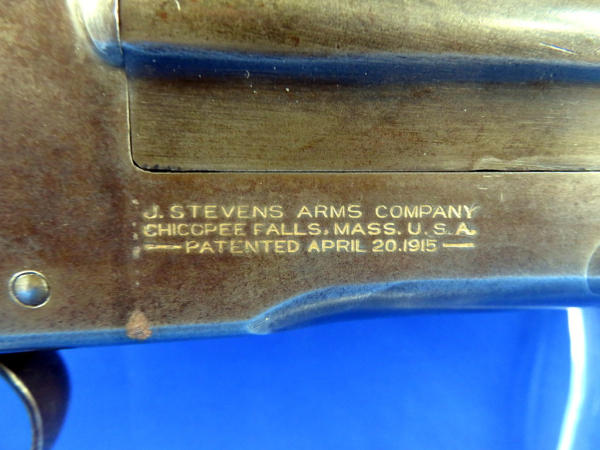 J. STEVENS ARMS COMPANY
CHICOPEE FALLS, MASS. U.S.A.
PATENTED APRIL 20.1915